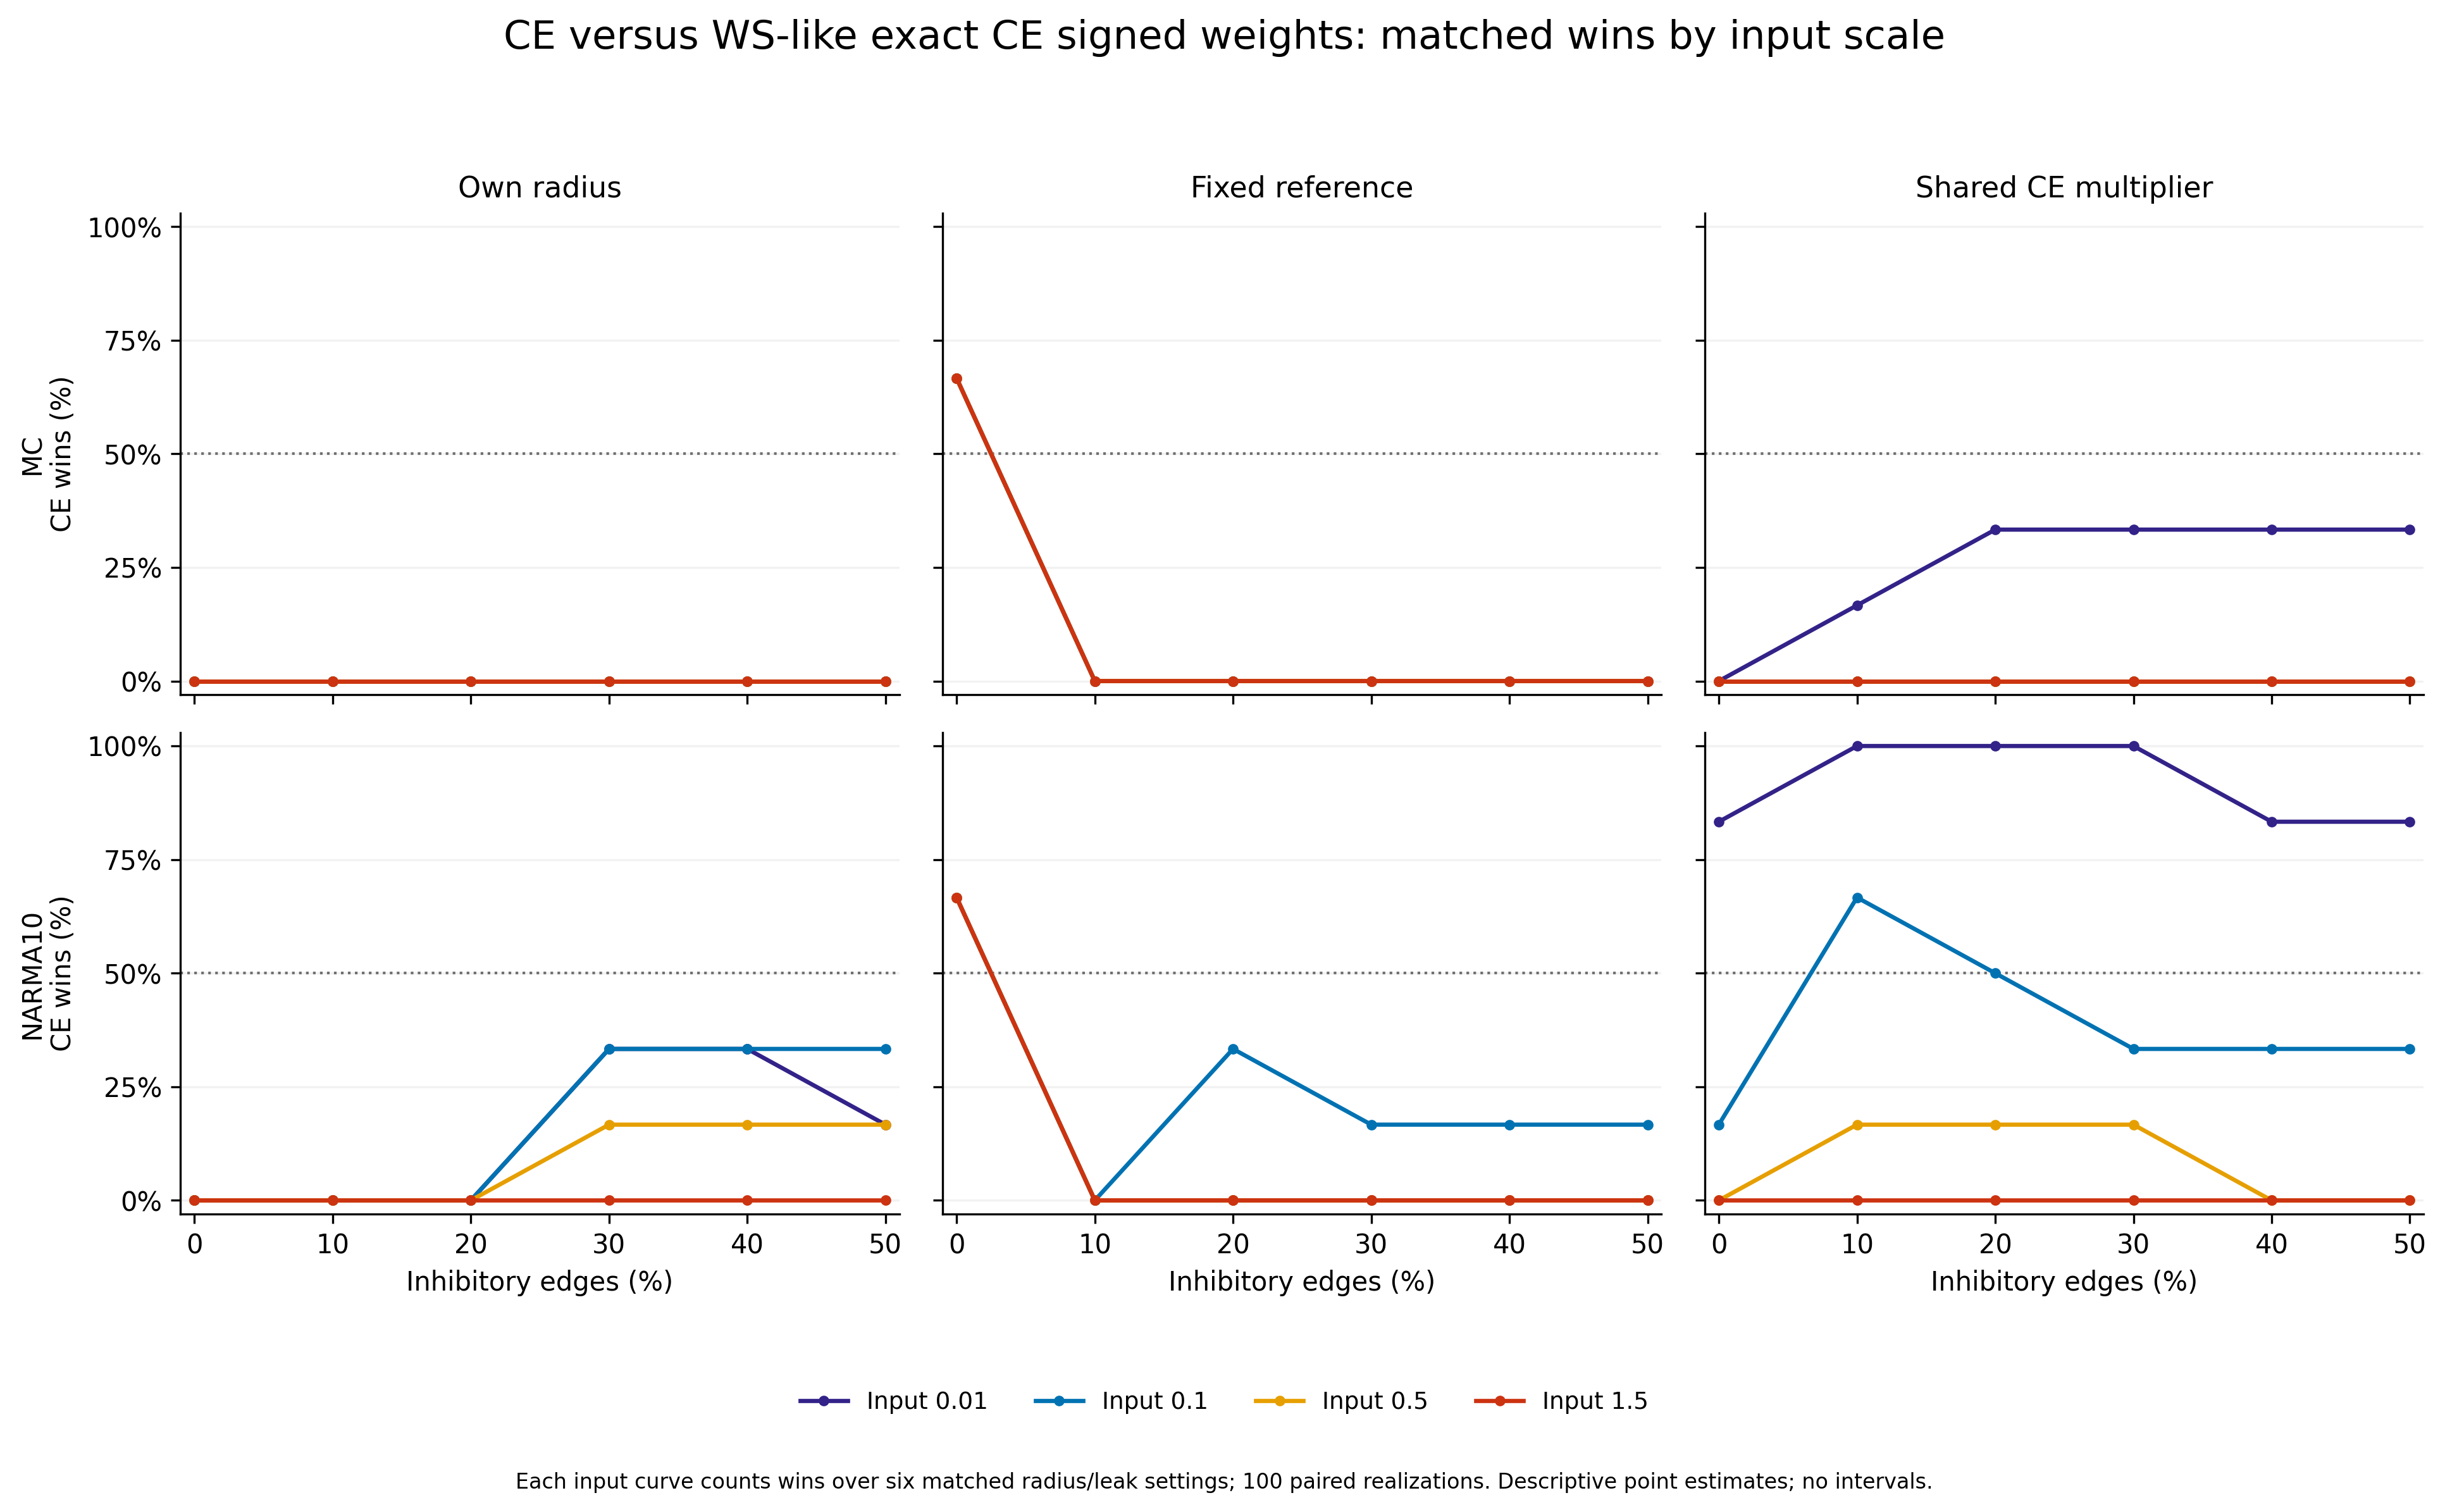 CE versus WS-like exact CE signed weights: matched wins by input scale
Own radius
Fixed reference
Shared CE multiplier
MC
CE wins (%)
100%
75%
50%
25%
0%
NARMA10
CE wins (%)
100%
75%
50%
25%
0%
0 10 20 30 40 50
0 10 20 30 40 50
0 10 20 30 40 50
Inhibitory edges (%)
Inhibitory edges (%)
Inhibitory edges (%)
Input 0.01
Input 0.1
Input 0.5
Input 1.5
Each input curve counts wins over six matched radius/leak settings; 100 paired realizations. Descriptive point estimates; no intervals.